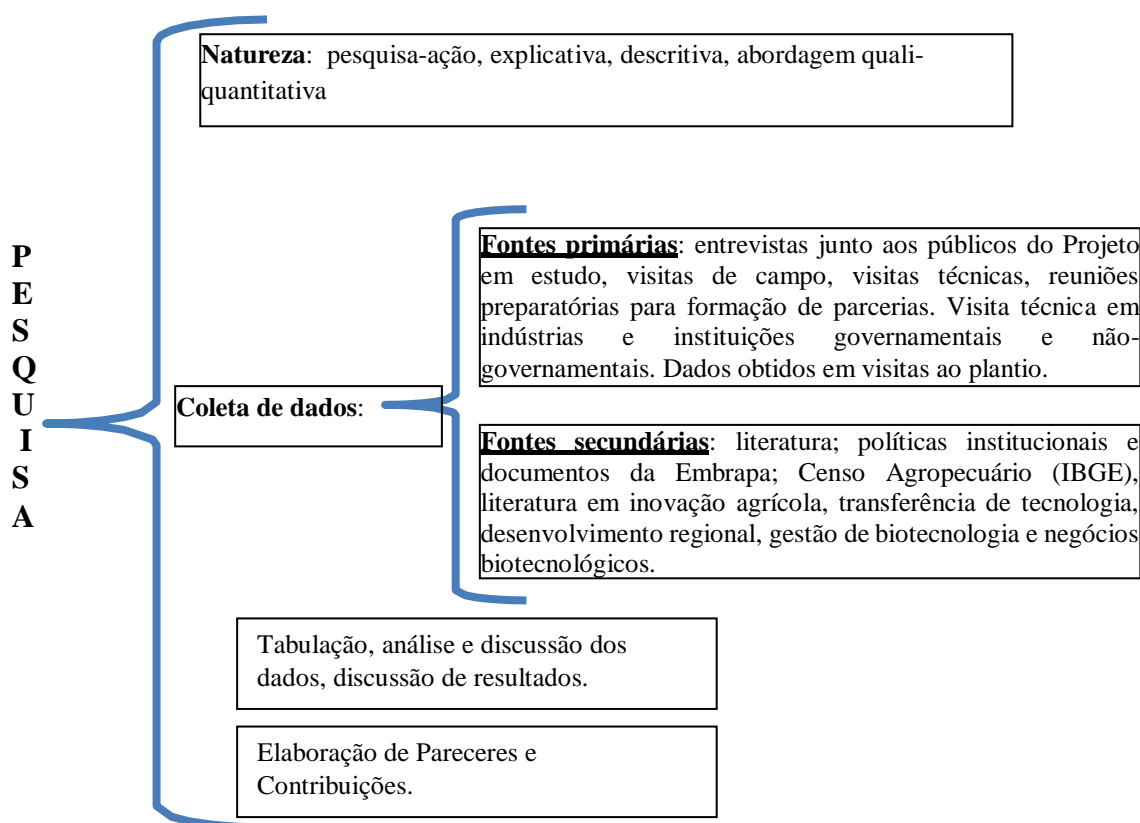 Natureza: pesquisa-ação, explicativa, descritiva, abordagem quali-
quantitativa
P
E
S
Q
U
I
S
A
Coleta de dados:
Fontes primárias: entrevistas junto aos públicos do Projeto
em estudo, visitas de campo, visitas técnicas, reuniões
preparatórias para formação de parcerias. Visita técnica em
indústrias e instituições governamentais e não-
governamentais. Dados obtidos em visitas ao plantio.
Fontes secundárias: literatura; políticas institucionais e
documentos da Embrapa; Censo Agropecuário (IBGE),
literatura em inovação agrícola, transferência de tecnologia,
desenvolvimento regional, gestão de biotecnologia e negócios
biotecnológicos.
Tabulação, análise e discussão dos
dados, discussão de resultados.
Elaboração de Pareceres e
Contribuições.